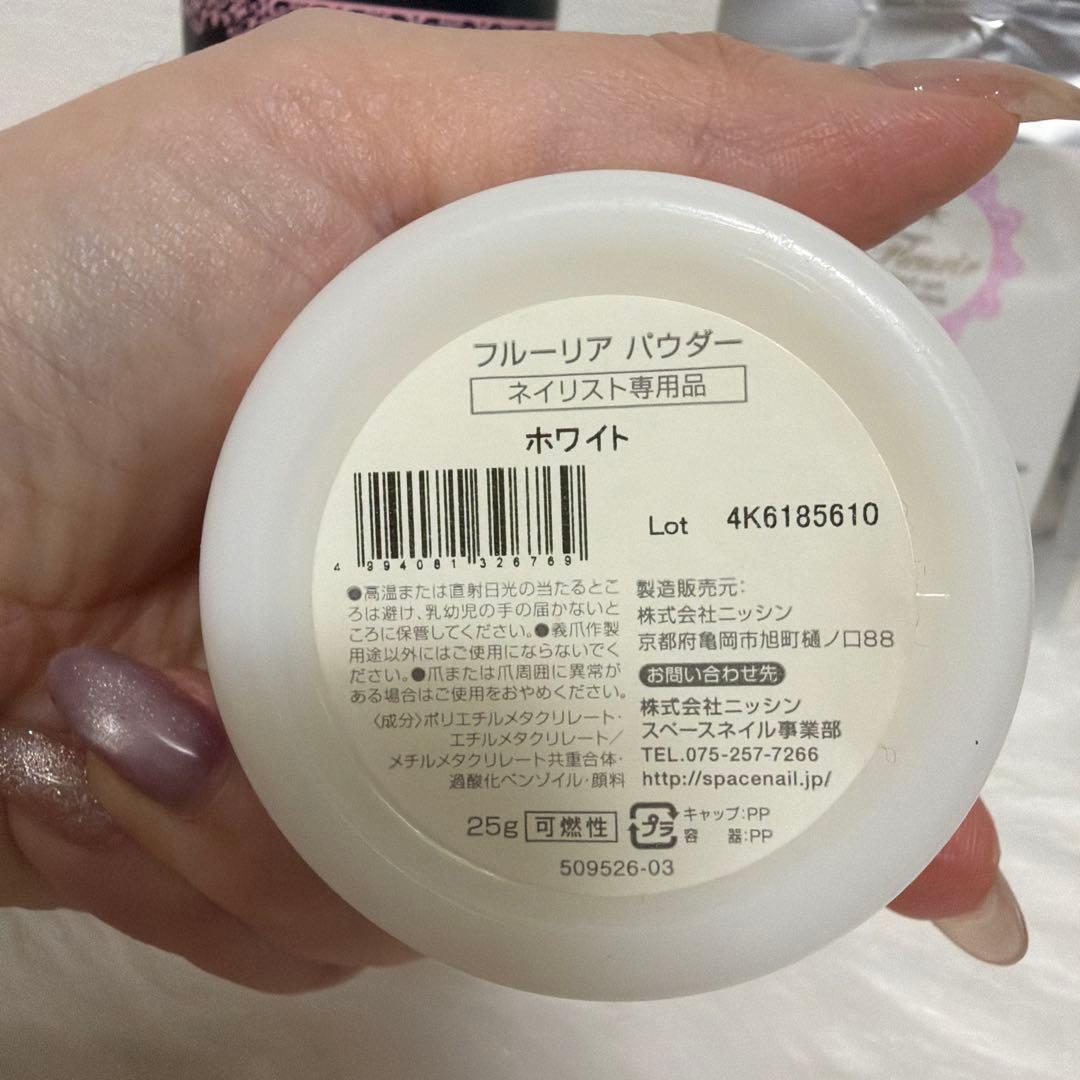 フルーリア パウダー
ネイリスト専用品
ホワイト
4 994081 326769
Lot 4K6185610
●高温または直射日光の当たるとこ
ろは避け、乳幼児の手の届かないと
ころに保管してください。●義爪作製
用途以外にはご使用にならないでく
ださい。●爪または爪周囲に異常が
ある場合はご使用をおやめください。
〈成分〉ポリエチルメタクリレート・
エチルメタクリレート/
メチルメタクリレート共重合体・
過酸化ベンゾイル・顔料
製造販売元:
株式会社ニッシン
京都府亀岡市旭町樋ノ口88
お問い合わせ先
株式会社ニッシン
スペースネイル事業部
TEL.075-257-7266
http://spacenail.jp/
25g 可燃性
プラ
キャップ:PP
容器:PP
509526-03